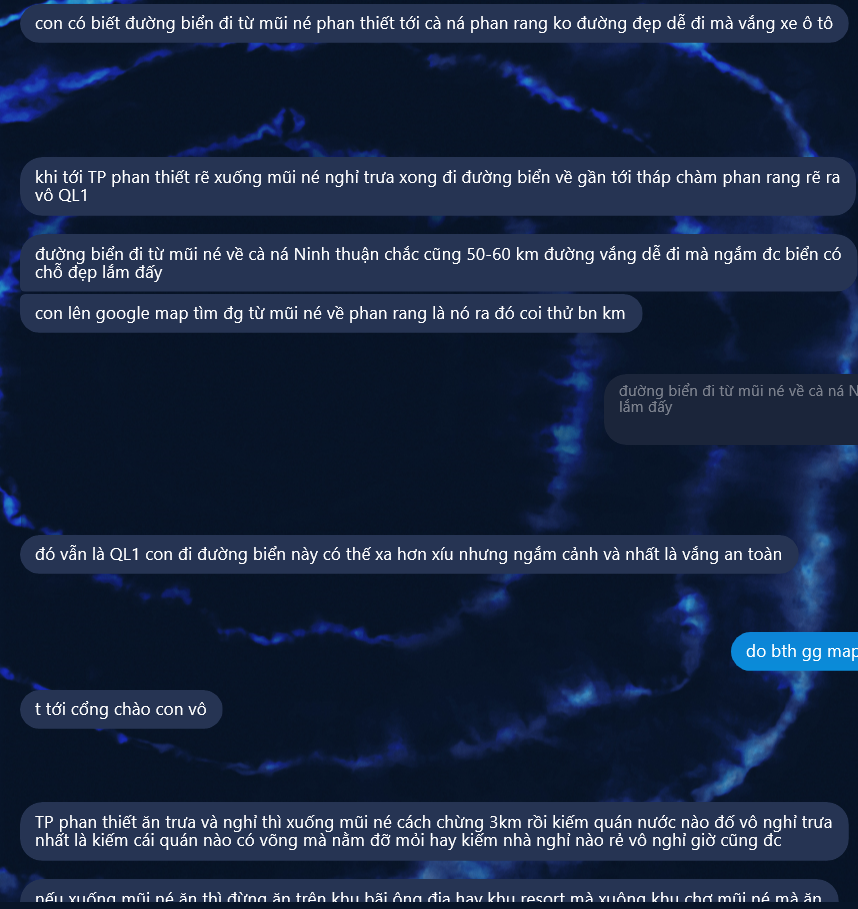 con có biết đường biển đi từ mũi né phan thiết tới cà ná phan rang ko đường đẹp dễ đi mà vắng xe ô tô
khi tới TP phan thiết rẽ xuống mũi né nghỉ trưa xong đi đường biển về gần tới tháp chàm phan rang rẽ ra
vô QL1
đường biển đi từ mũi né về cà ná Ninh thuận chắc cũng 50-60 km đường vắng dễ đi mà ngắm đc biển có
chỗ đẹp lắm đấy
con lên google map tìm đg từ mũi né về phan rang là nó ra đó coi thử bn km
đường biển đi từ mũi né về cà ná N
lắm đấy
đó vẫn là QL1 con đi đường biển này có thế xa hơn xíu nhưng ngắm cảnh và nhất là vắng an toàn
do bth gg map
t tới cổng chào con vô
TP phan thiết ăn trưa và nghỉ thì xuống mũi né cách chừng 3km rồi kiếm quán nước nào đố vô nghỉ trưa
nhất là kiếm cái quán nào có võng mà nằm đỡ mỏi hay kiếm nhà nghỉ nào rẻ vô nghỉ giờ cũng đc
nếu xuống mũi né ăn thì đừng ăn trên khu bãi ông địa hay khu resort mà xuông khu chợ mũi né mà ăn